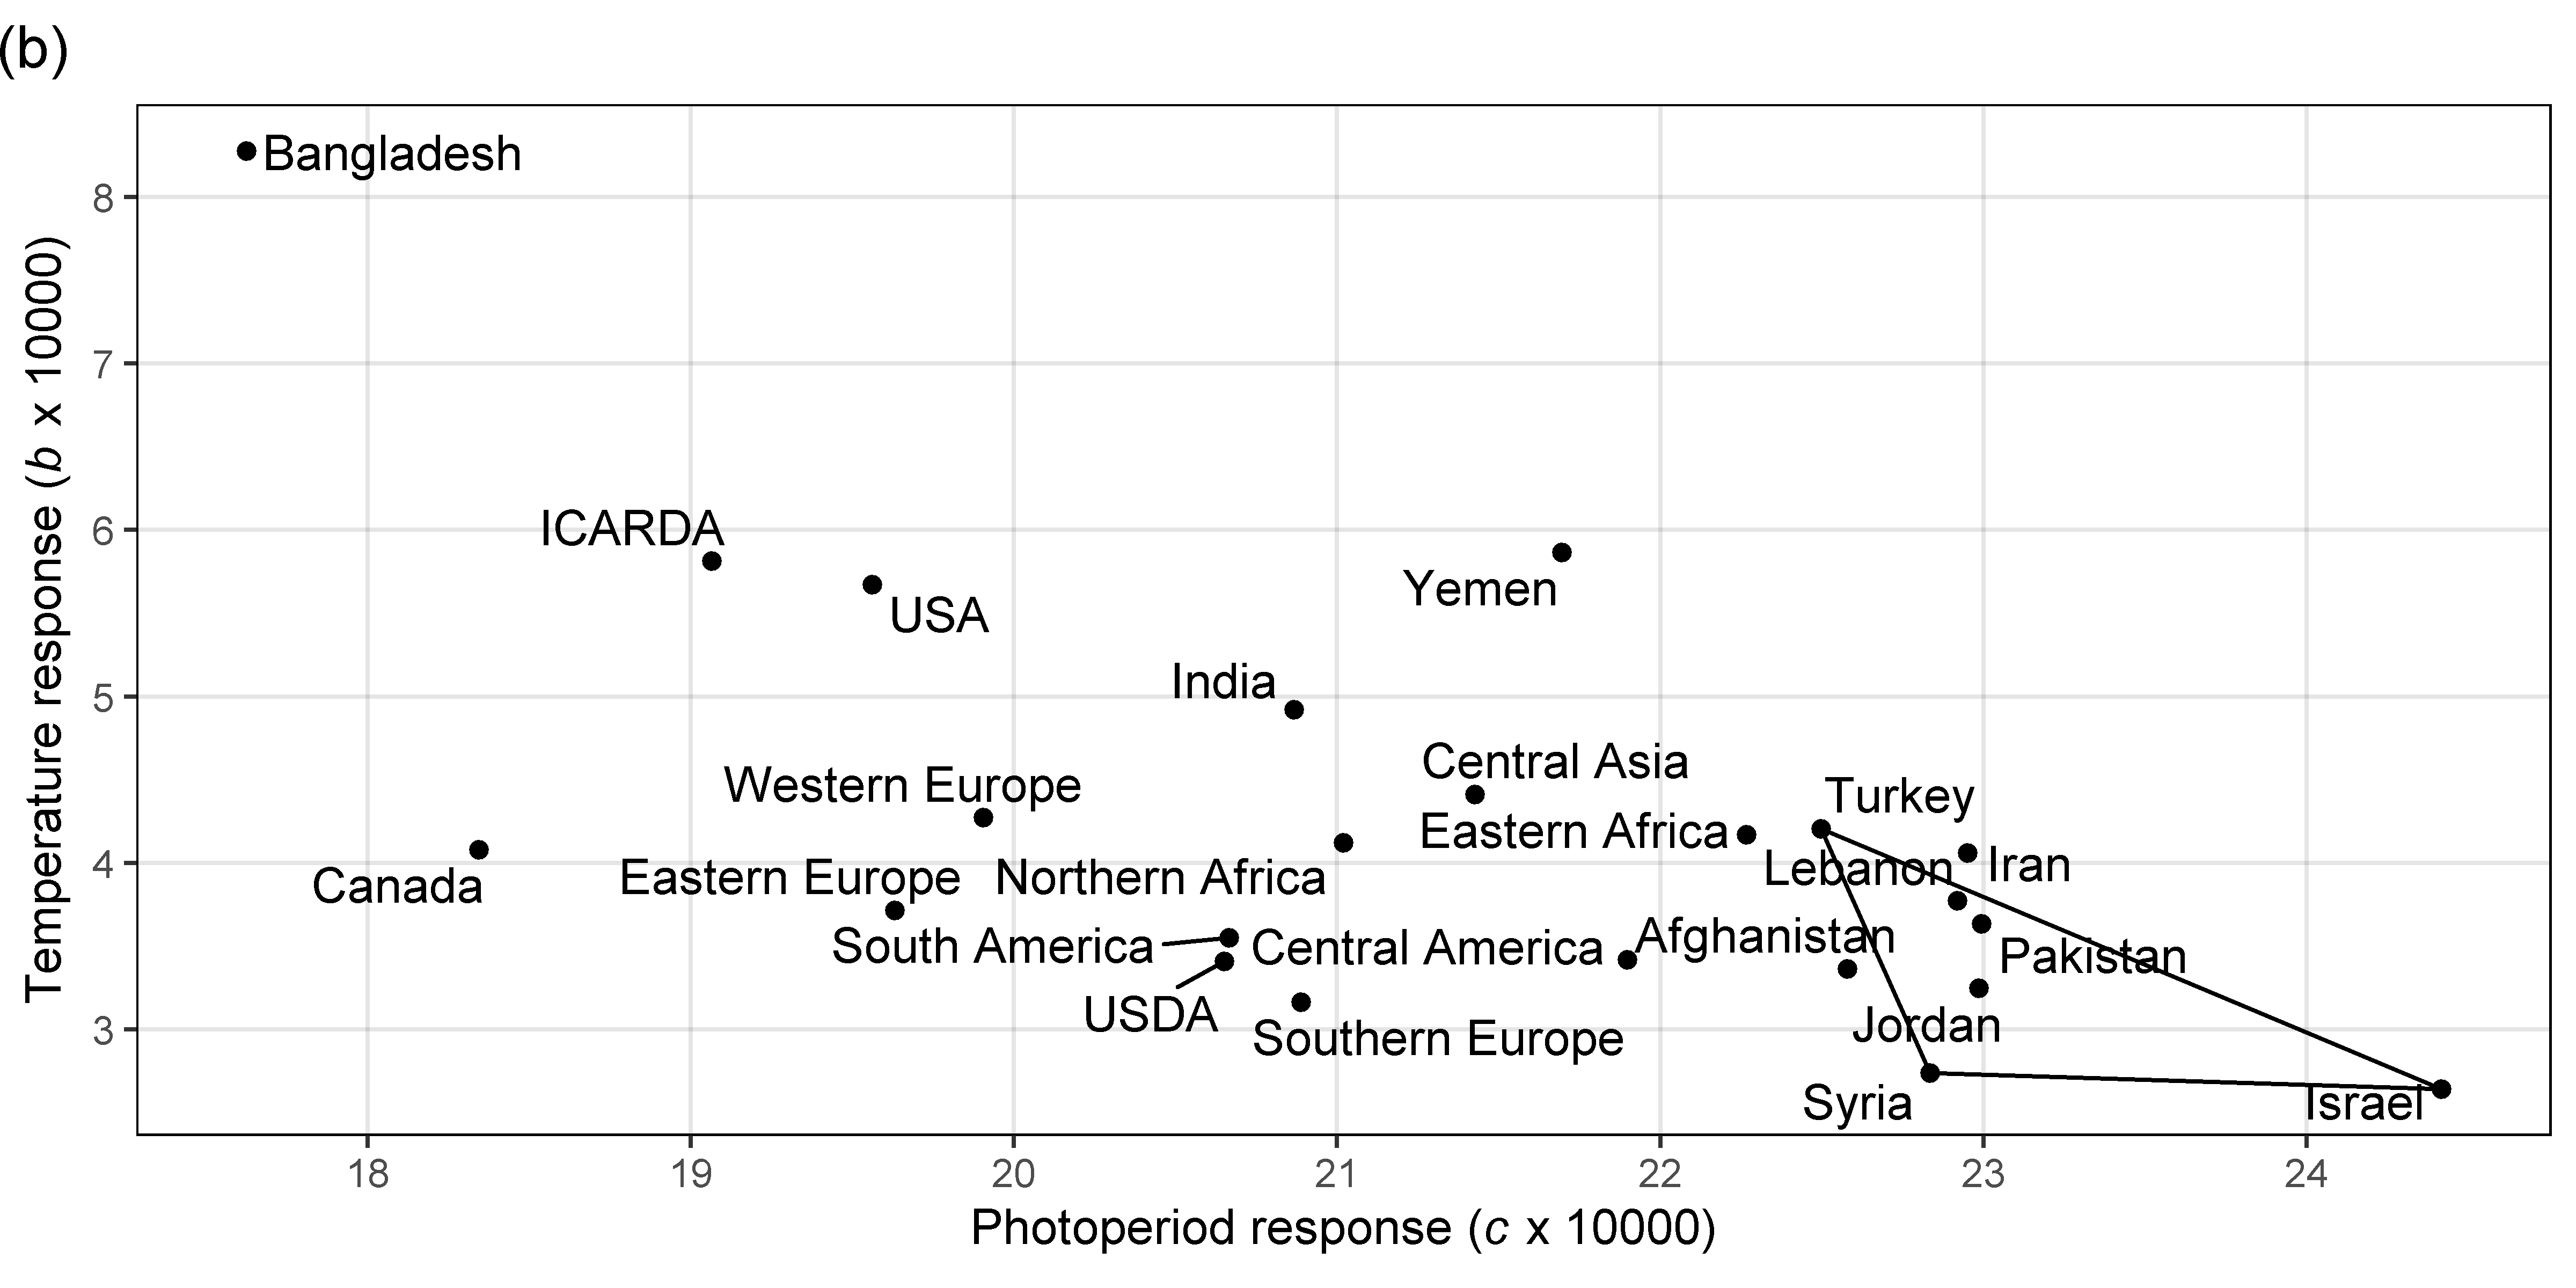 (b)
Temperature response (b x 10000)
8
7
6
5
4
3
Bangladesh
ICARDA
USA
Yemen
India
Central Asia
Western Europe
Turkey
Eastern Africa
Lebanon
Iran
Canada
Eastern Europe
Northern Africa
South America
Central America
Afghanistan
Pakistan
USDA
Southern Europe
Jordan
Syria
Israel
18
19
20
21
22
23
24
Photoperiod response (c x 10000)